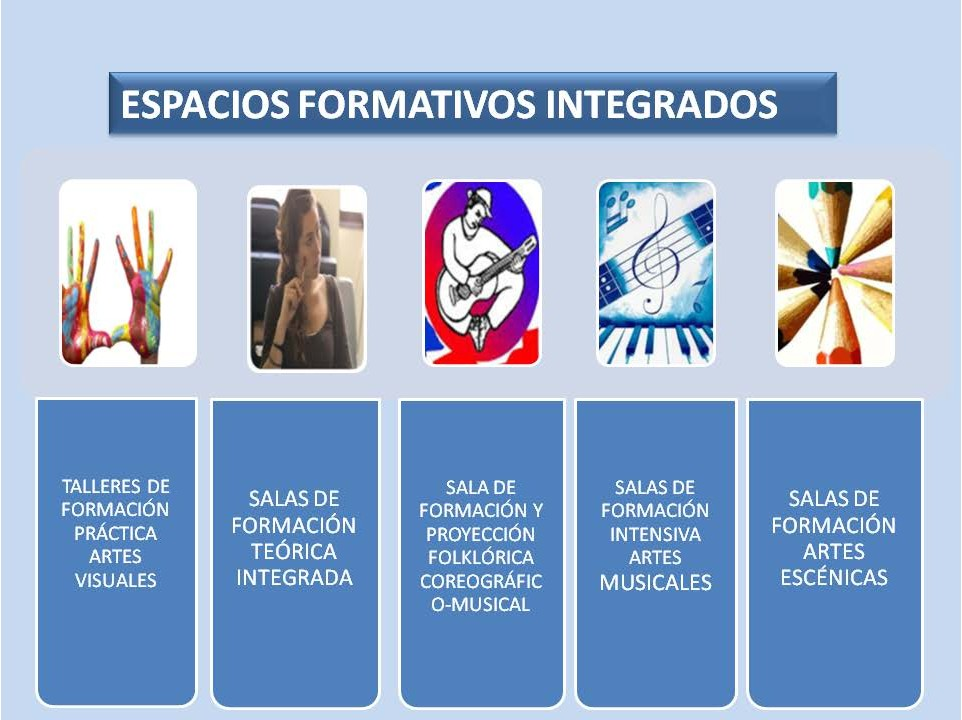 ESPACIOS FORMATIVOS INTEGRADOS
TALLERES DE
FORMACIÓN
PRÁCTICA
ARTES
VISUALES
SALAS DE
FORMACIÓN
TEÓRICA
INTEGRADA
SALA DE
FORMACIÓN Y
PROYECCIÓN
FOLKLÓRICA
COREOGRÁFIC
O-MUSICAL
SALAS DE
FORMACIÓN
INTENSIVA
ARTES
MUSICALES
SALAS DE
FORMACIÓN
ARTES
ESCÉNICAS